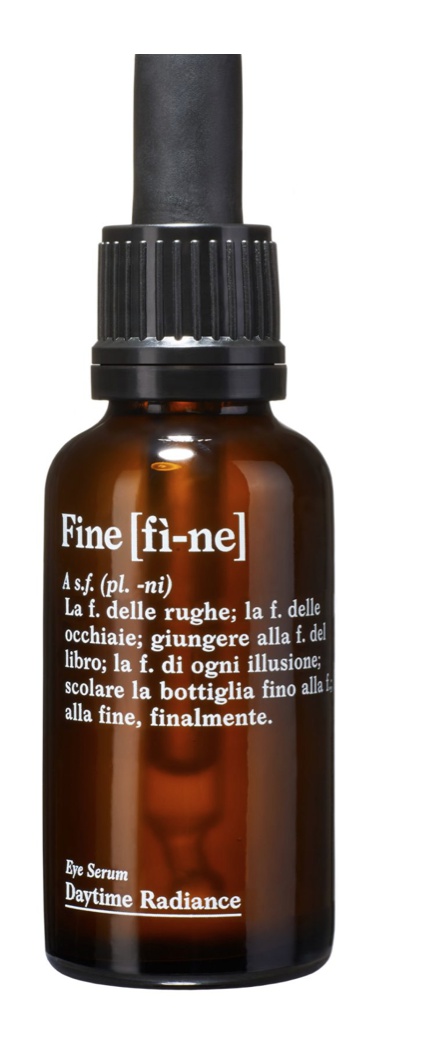 Fine [fì-ne]
A s.f. (pl. -ni)
La f. delle rughe; la f. delle
occhiaie; giungere alla f. del
libro; la f. di ogni illusione;
scolare la bottiglia fino alla f.;
alla fine, finalmente.
Eye Serum
Daytime Radiance